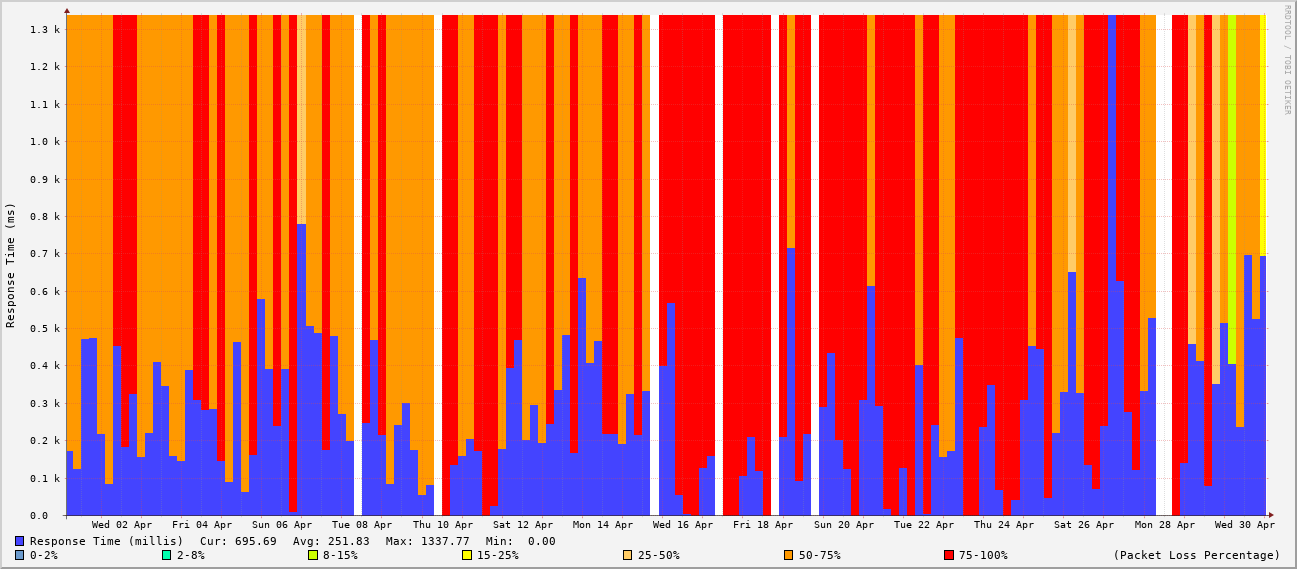 RRDTOOL / TOBI OETIKER
Response Time (ms)
1.3 k
1.2 k
1.1 k
1.0 k
0.9 k
0.8 k
0.7 k
0.6 k
0.5 k
0.4 k
0.3 k
0.2 k
0.1 k
0.0
Wed 02 Apr Fri 04 Apr Sun 06 Apr Tue 08 Apr Thu 10 Apr Sat 12 Apr Mon 14 Apr Wed 16 Apr Fri 18 Apr Sun 20 Apr Tue 22 Apr Thu 24 Apr Sat 26 Apr Mon 28 Apr Wed 30 Apr
Response Time (millis) Cur: 695.69 Avg: 251.83 Max: 1337.77 Min: 0.00
0-2% 2-8% 8-15% 15-25% 25-50% 50-75% 75-100% (Packet Loss Percentage)